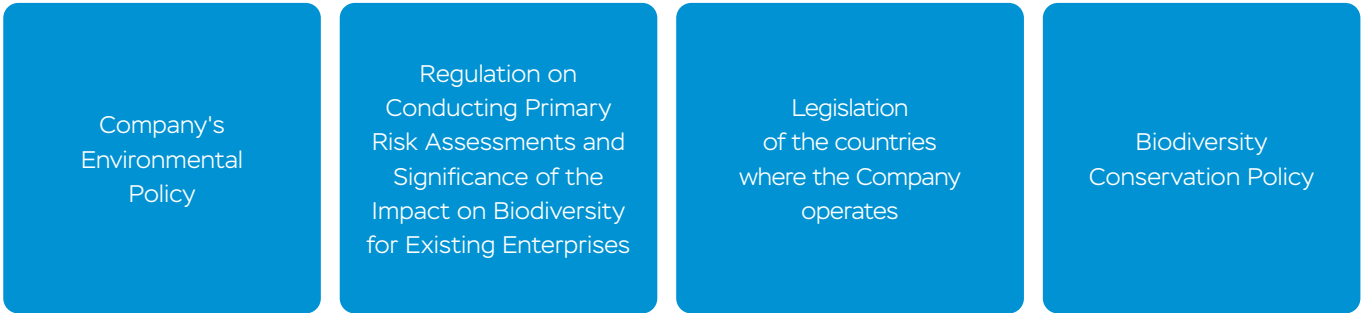 Company's
Environmental
Policy
Regulation on
Conducting Primary
Risk Assessments and
Significance of the
Impact on Biodiversity
for Existing Enterprises
Legislation
of the countries
where the Company
operates
Biodiversity
Conservation Policy